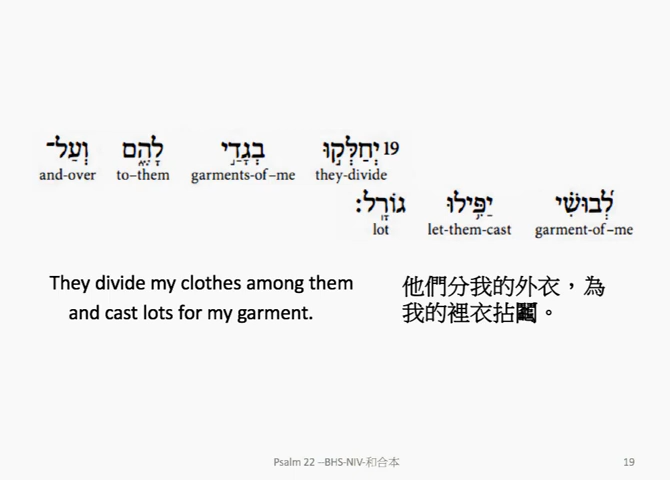 19 יְחַלְּק֣וּ בְגָדַ֣י לָהֶ֑ם וְעַל־
they-divide garments-of–me to–them and-over
לְ֝בוּשִׁ֗י יַפִּ֥ילוּ גוֹרָֽל׃
garment-of–me let-them-cast lot
They divide my clothes among them
and cast lots for my garment.
他們分我的外衣，為
我的裡衣拈鬮。
Psalm 22 --BHS-NIV-和合本
19